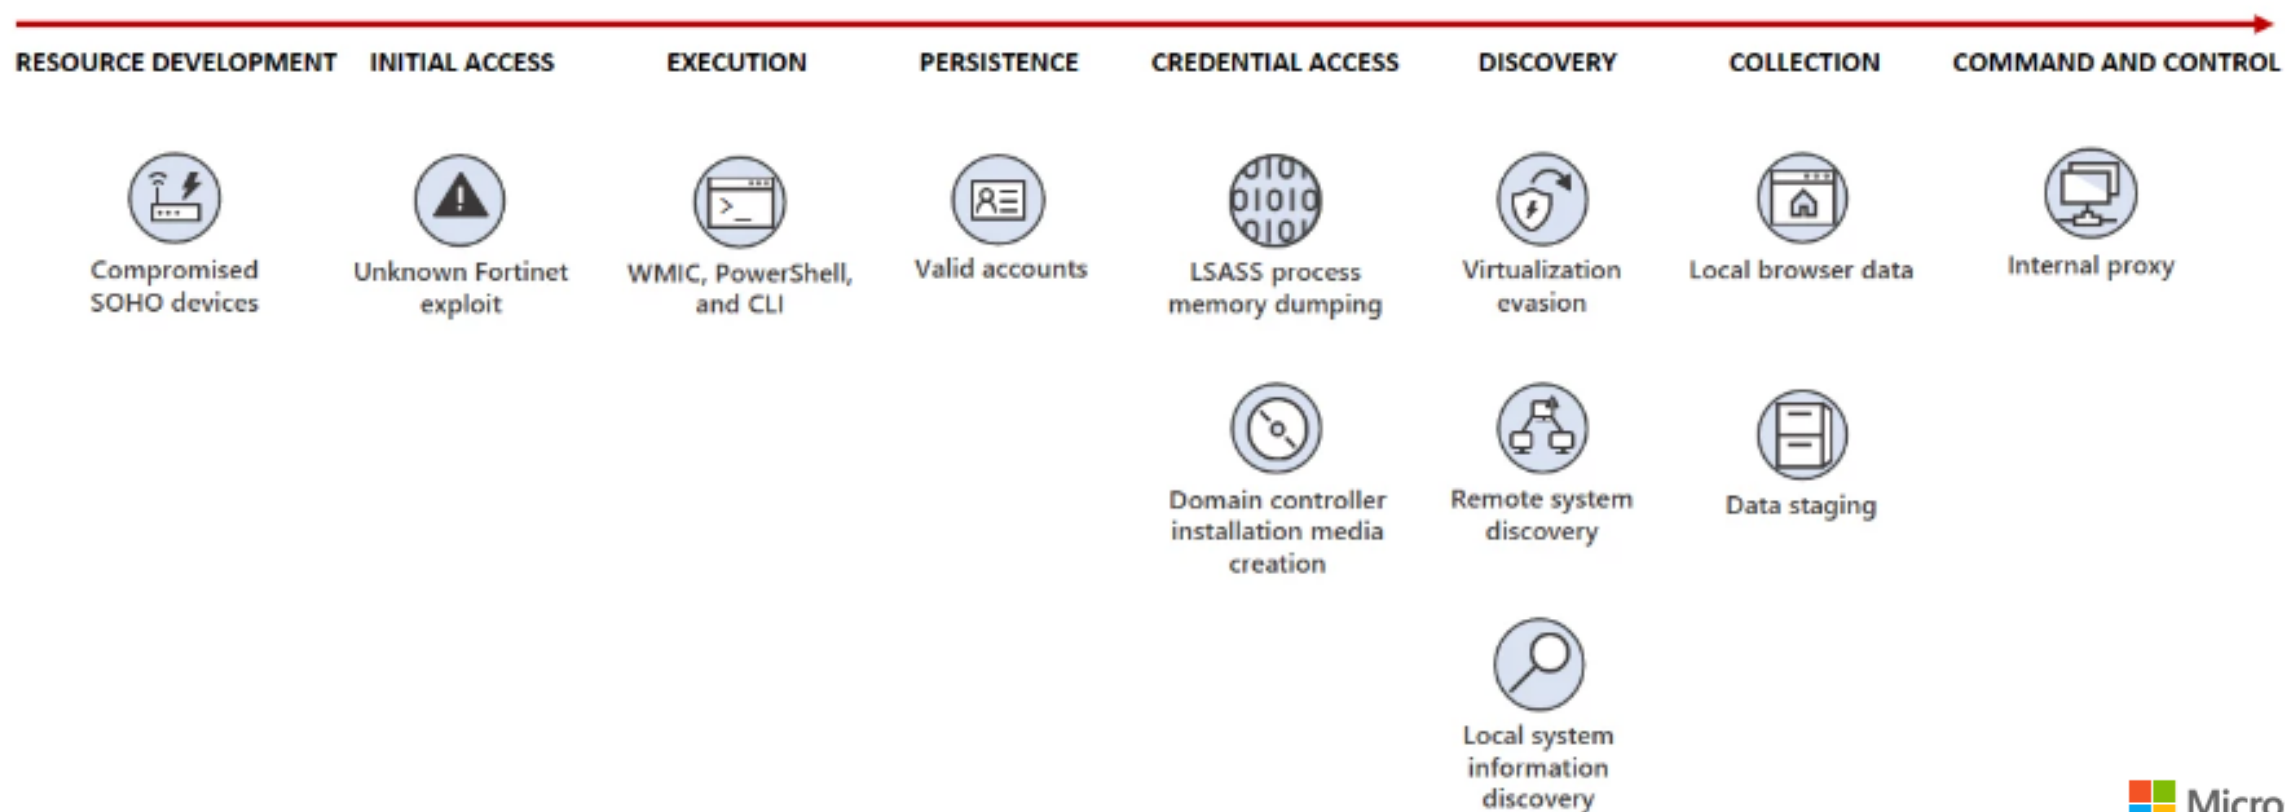 RESOURCE DEVELOPMENT
INITIAL ACCESS
EXECUTION
PERSISTENCE
CREDENTIAL ACCESS
DISCOVERY
COLLECTION
COMMAND AND CONTROL
Compromised
SOHO devices
Unknown Fortinet
exploit
WMIC, PowerShell,
and CLI
Valid accounts
LSASS process
memory dumping
Virtualization
evasion
Local browser data
Internal proxy
Domain controller
installation media
creation
Remote system
discovery
Data staging
Local system
information
discovery
Micro